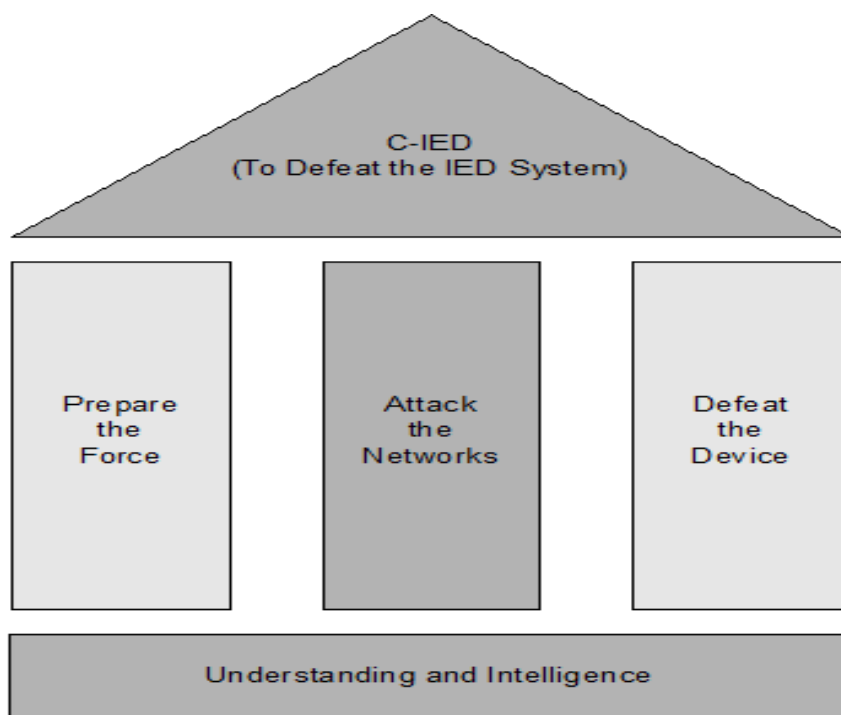 C-IED
(To Defeat the IED System)
Prepare
the
Force
Attack
the
Networks
Defeat
the
Device
Understanding and Intelligence